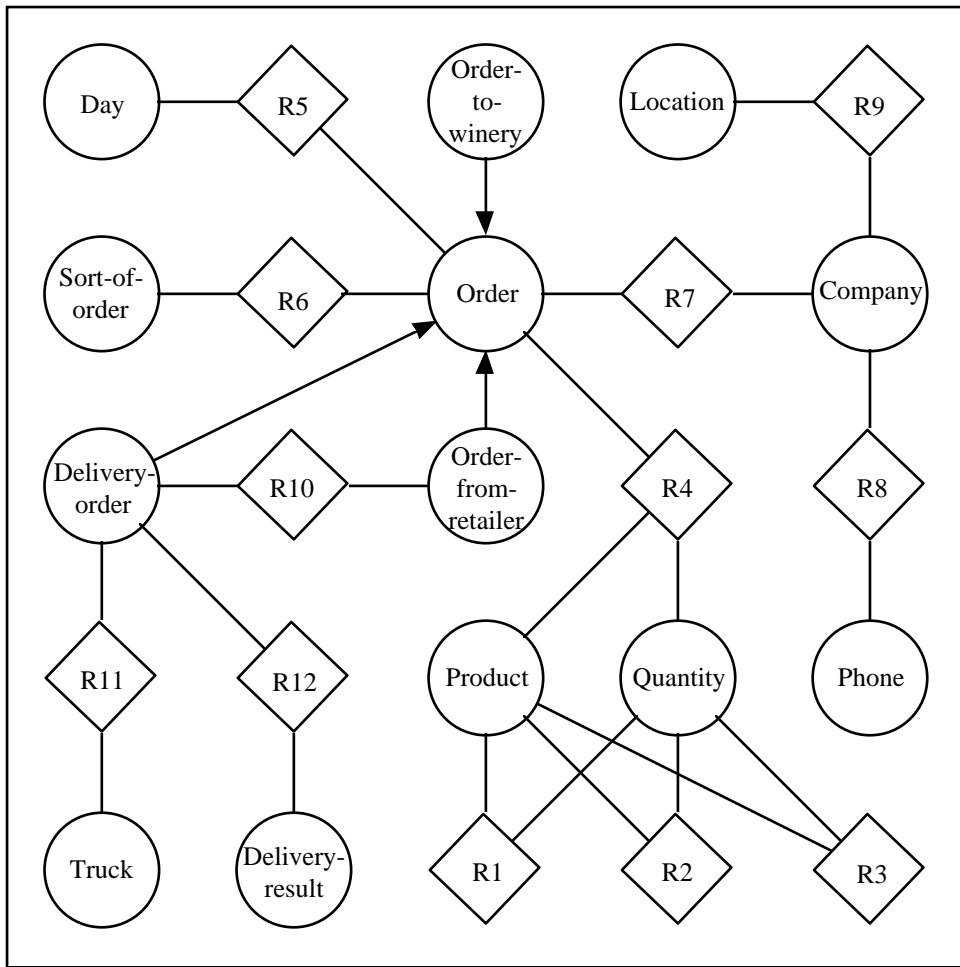 Day
R5
Order-
to-
winery
Location
R9
Sort-of-
order
R6
Order
R7
Company
Delivery-
order
R10
Order-
from-
retailer
R4
R8
R11
R12
Product
Quantity
Phone
Truck
Delivery-
result
R1
R2
R3